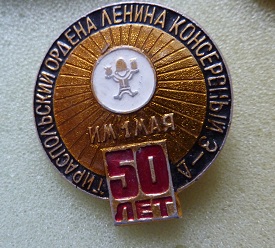 ТИРАСПОЛЬСКИЙ ОРДЕНА ЛЕНИНА КОНСЕРВНЫЙ З-Д
ИМ. 1 МАЯ
50
ЛЕТ